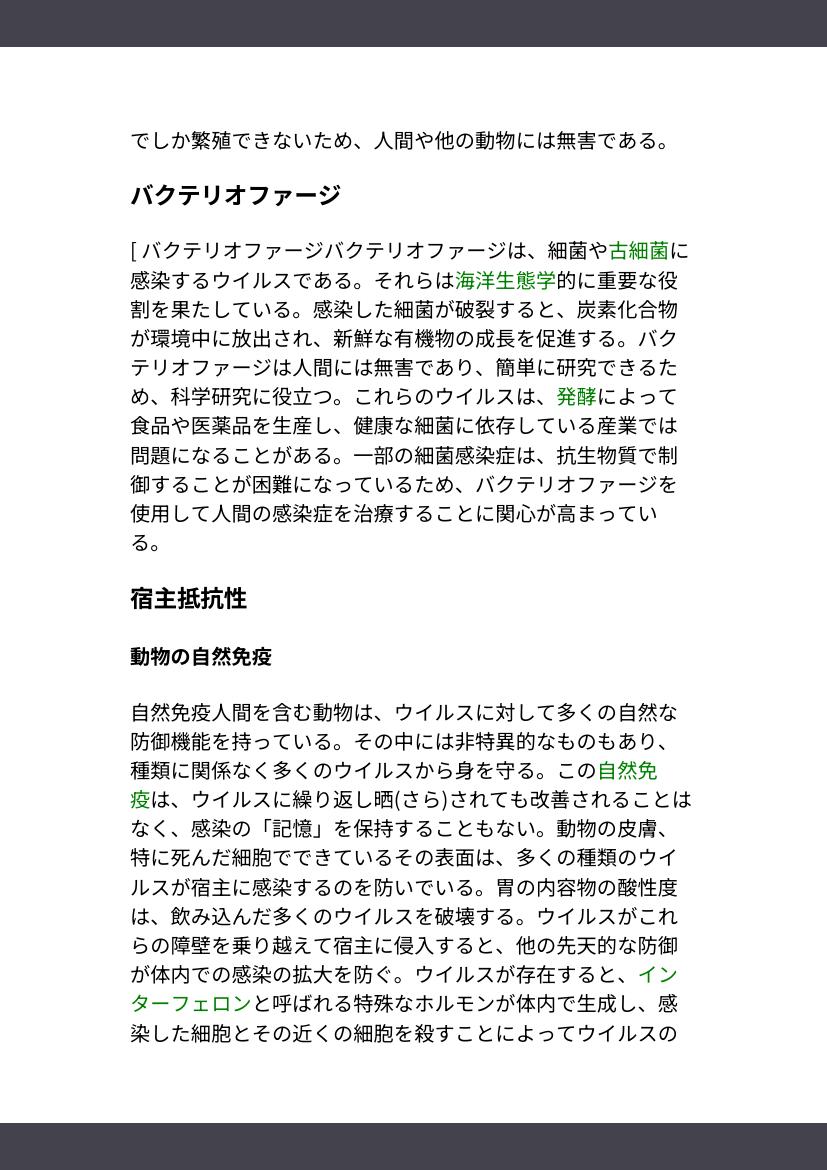 でしか繁殖できないため、人間や他の動物には無害である。
バクテリオファージ
[ バクテリオファージバクテリオファージは、細菌や古細菌に
感染するウイルスである。それらは海洋生態学的に重要な役
割を果たしている。感染した細菌が破裂すると、炭素化合物
が環境中に放出され、新鮮な有機物の成長を促進する。バク
テリオファージは人間には無害であり、簡単に研究できるた
め、科学研究に役立つ。これらのウイルスは、発酵によって
食品や医薬品を生産し、健康な細菌に依存している産業では
問題になることがある。一部の細菌感染症は、抗生物質で制
御することが困難になっているため、バクテリオファージを
使用して人間の感染症を治療することに関心が高まってい
る。
宿主抵抗性
動物の自然免疫
自然免疫人間を含む動物は、ウイルスに対して多くの自然な
防御機能を持っている。その中には非特異的なものもあり、
種類に関係なく多くのウイルスから身を守る。この自然免
疫は、ウイルスに繰り返し晒(さら)されても改善されることは
なく、感染の「記憶」を保持することもない。動物の皮膚、
特に死んだ細胞でできているその表面は、多くの種類のウイ
ルスが宿主に感染するのを防いでいる。胃の内容物の酸性度
は、飲み込んだ多くのウイルスを破壊する。ウイルスがこれ
らの障壁を乗り越えて宿主に侵入すると、他の先天的な防御
が体内での感染の拡大を防ぐ。ウイルスが存在すると、イン
ターフェロンと呼ばれる特殊なホルモンが体内で生成し、感
染した細胞とその近くの細胞を殺すことによってウイルスの